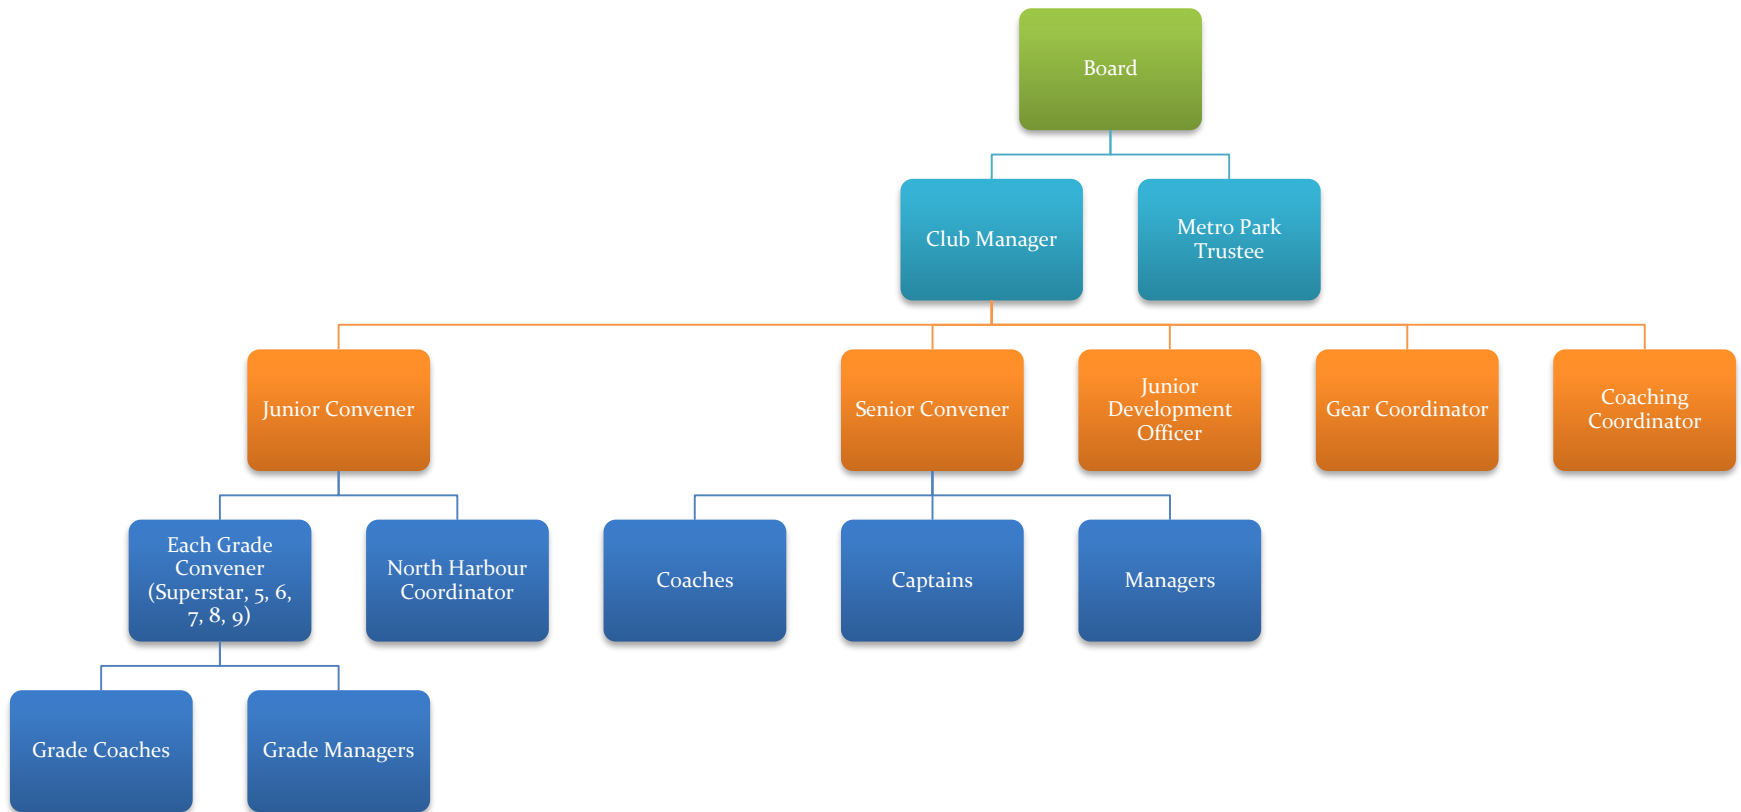 Board
Club Manager
Metro Park
Trustee
Junior Convener
Senior Convener
Junior
Development
Officer
Gear Coordinator
Coaching
Coordinator
Each Grade
Convener
(Superstar, 5, 6,
7, 8, 9)
North Harbour
Coordinator
Coaches
Captains
Managers
Grade Coaches
Grade Managers